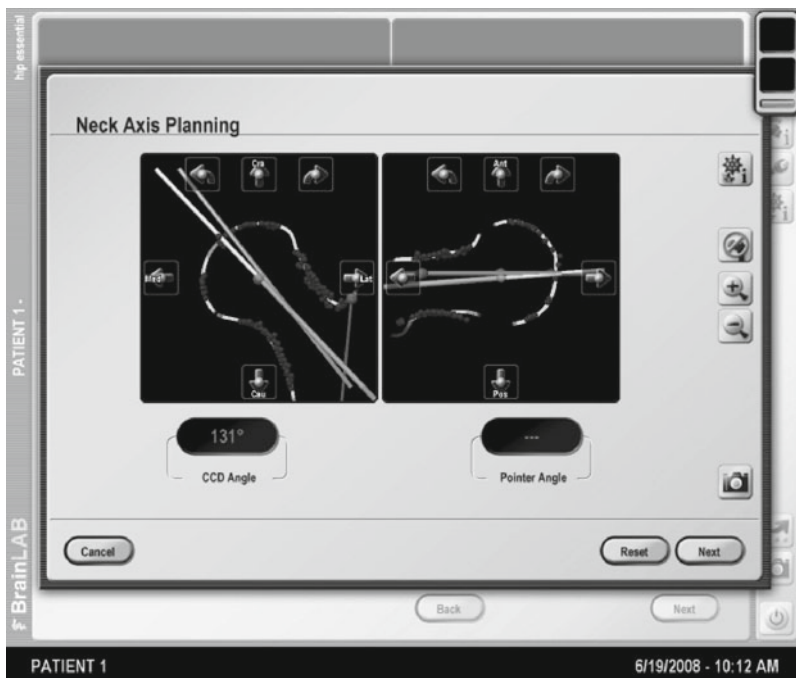 hip essential
PATIENT 1 -
BrainLAB
Neck Axis Planning
Cra
Med
Lat
Cau
Ant
Pos
131°
CCD Angle
---
Pointer Angle
Cancel
Reset
Next
Back
Next
PATIENT 1
6/19/2008 - 10:12 AM